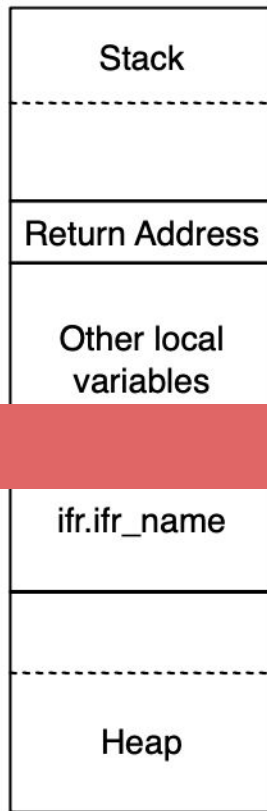 Stack
Return Address
Other local
variables
ifr.ifr_name
Heap